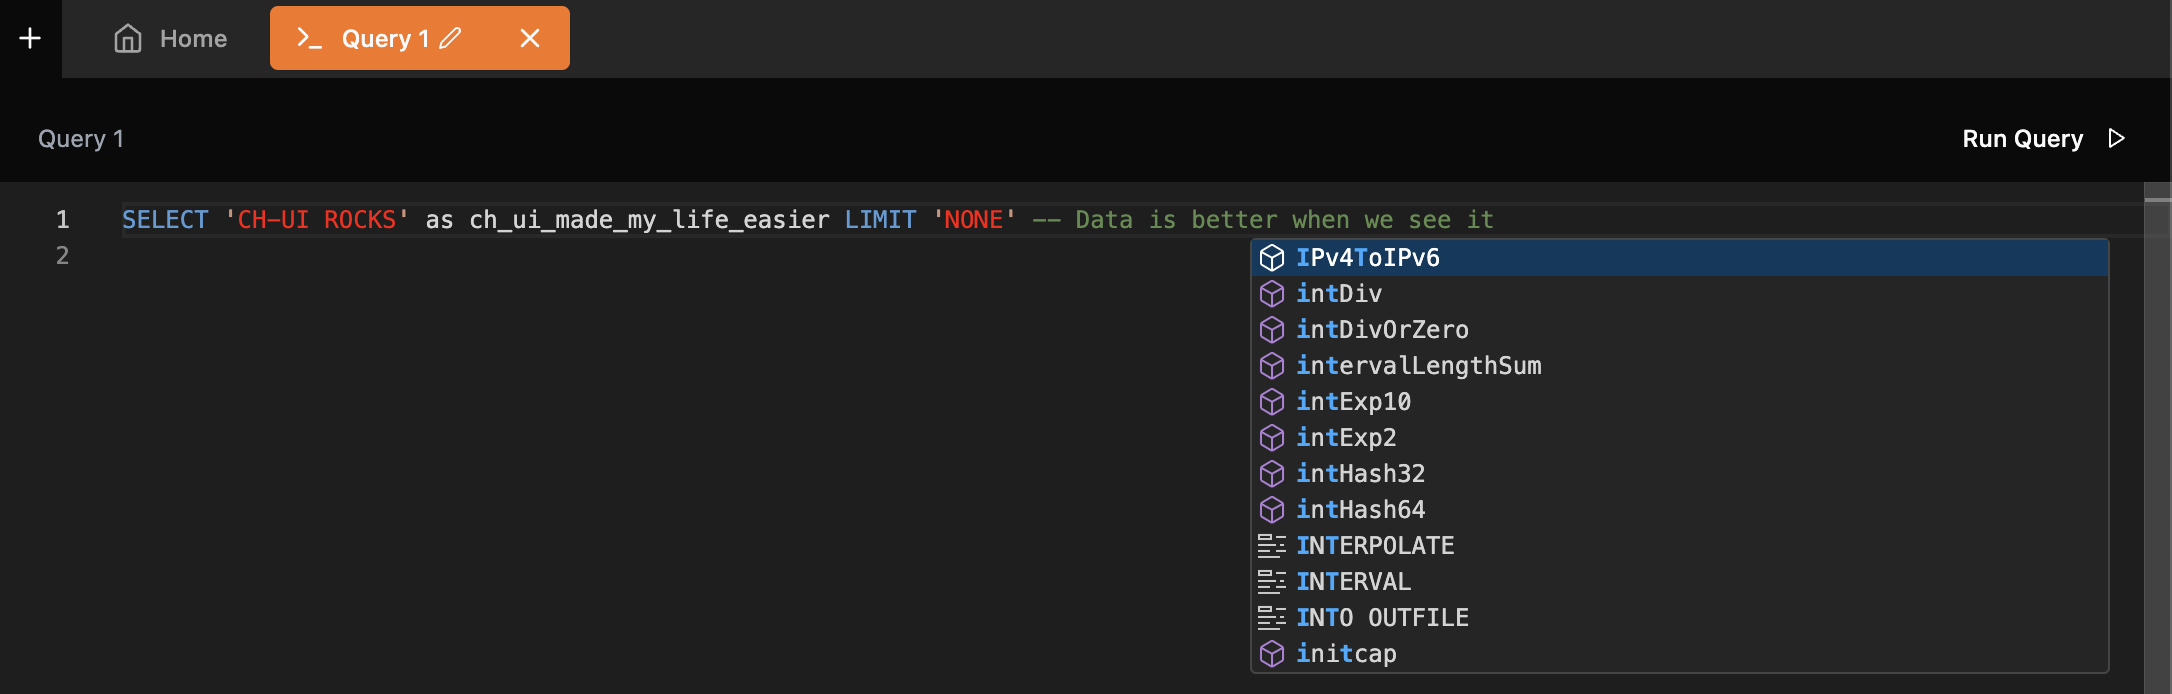 Home
Query 1
Query 1
Run Query
1 SELECT 'CH-UI ROCKS' as ch_ui_made_my_life_easier LIMIT 'NONE' -- Data is better when we see it
2
IPv4ToIPv6
intDiv
intDivOrZero
intervalLengthSum
intExp10
intExp2
intHash32
intHash64
INTERPOLATE
INTERVAL
INTO OUTFILE
initcap